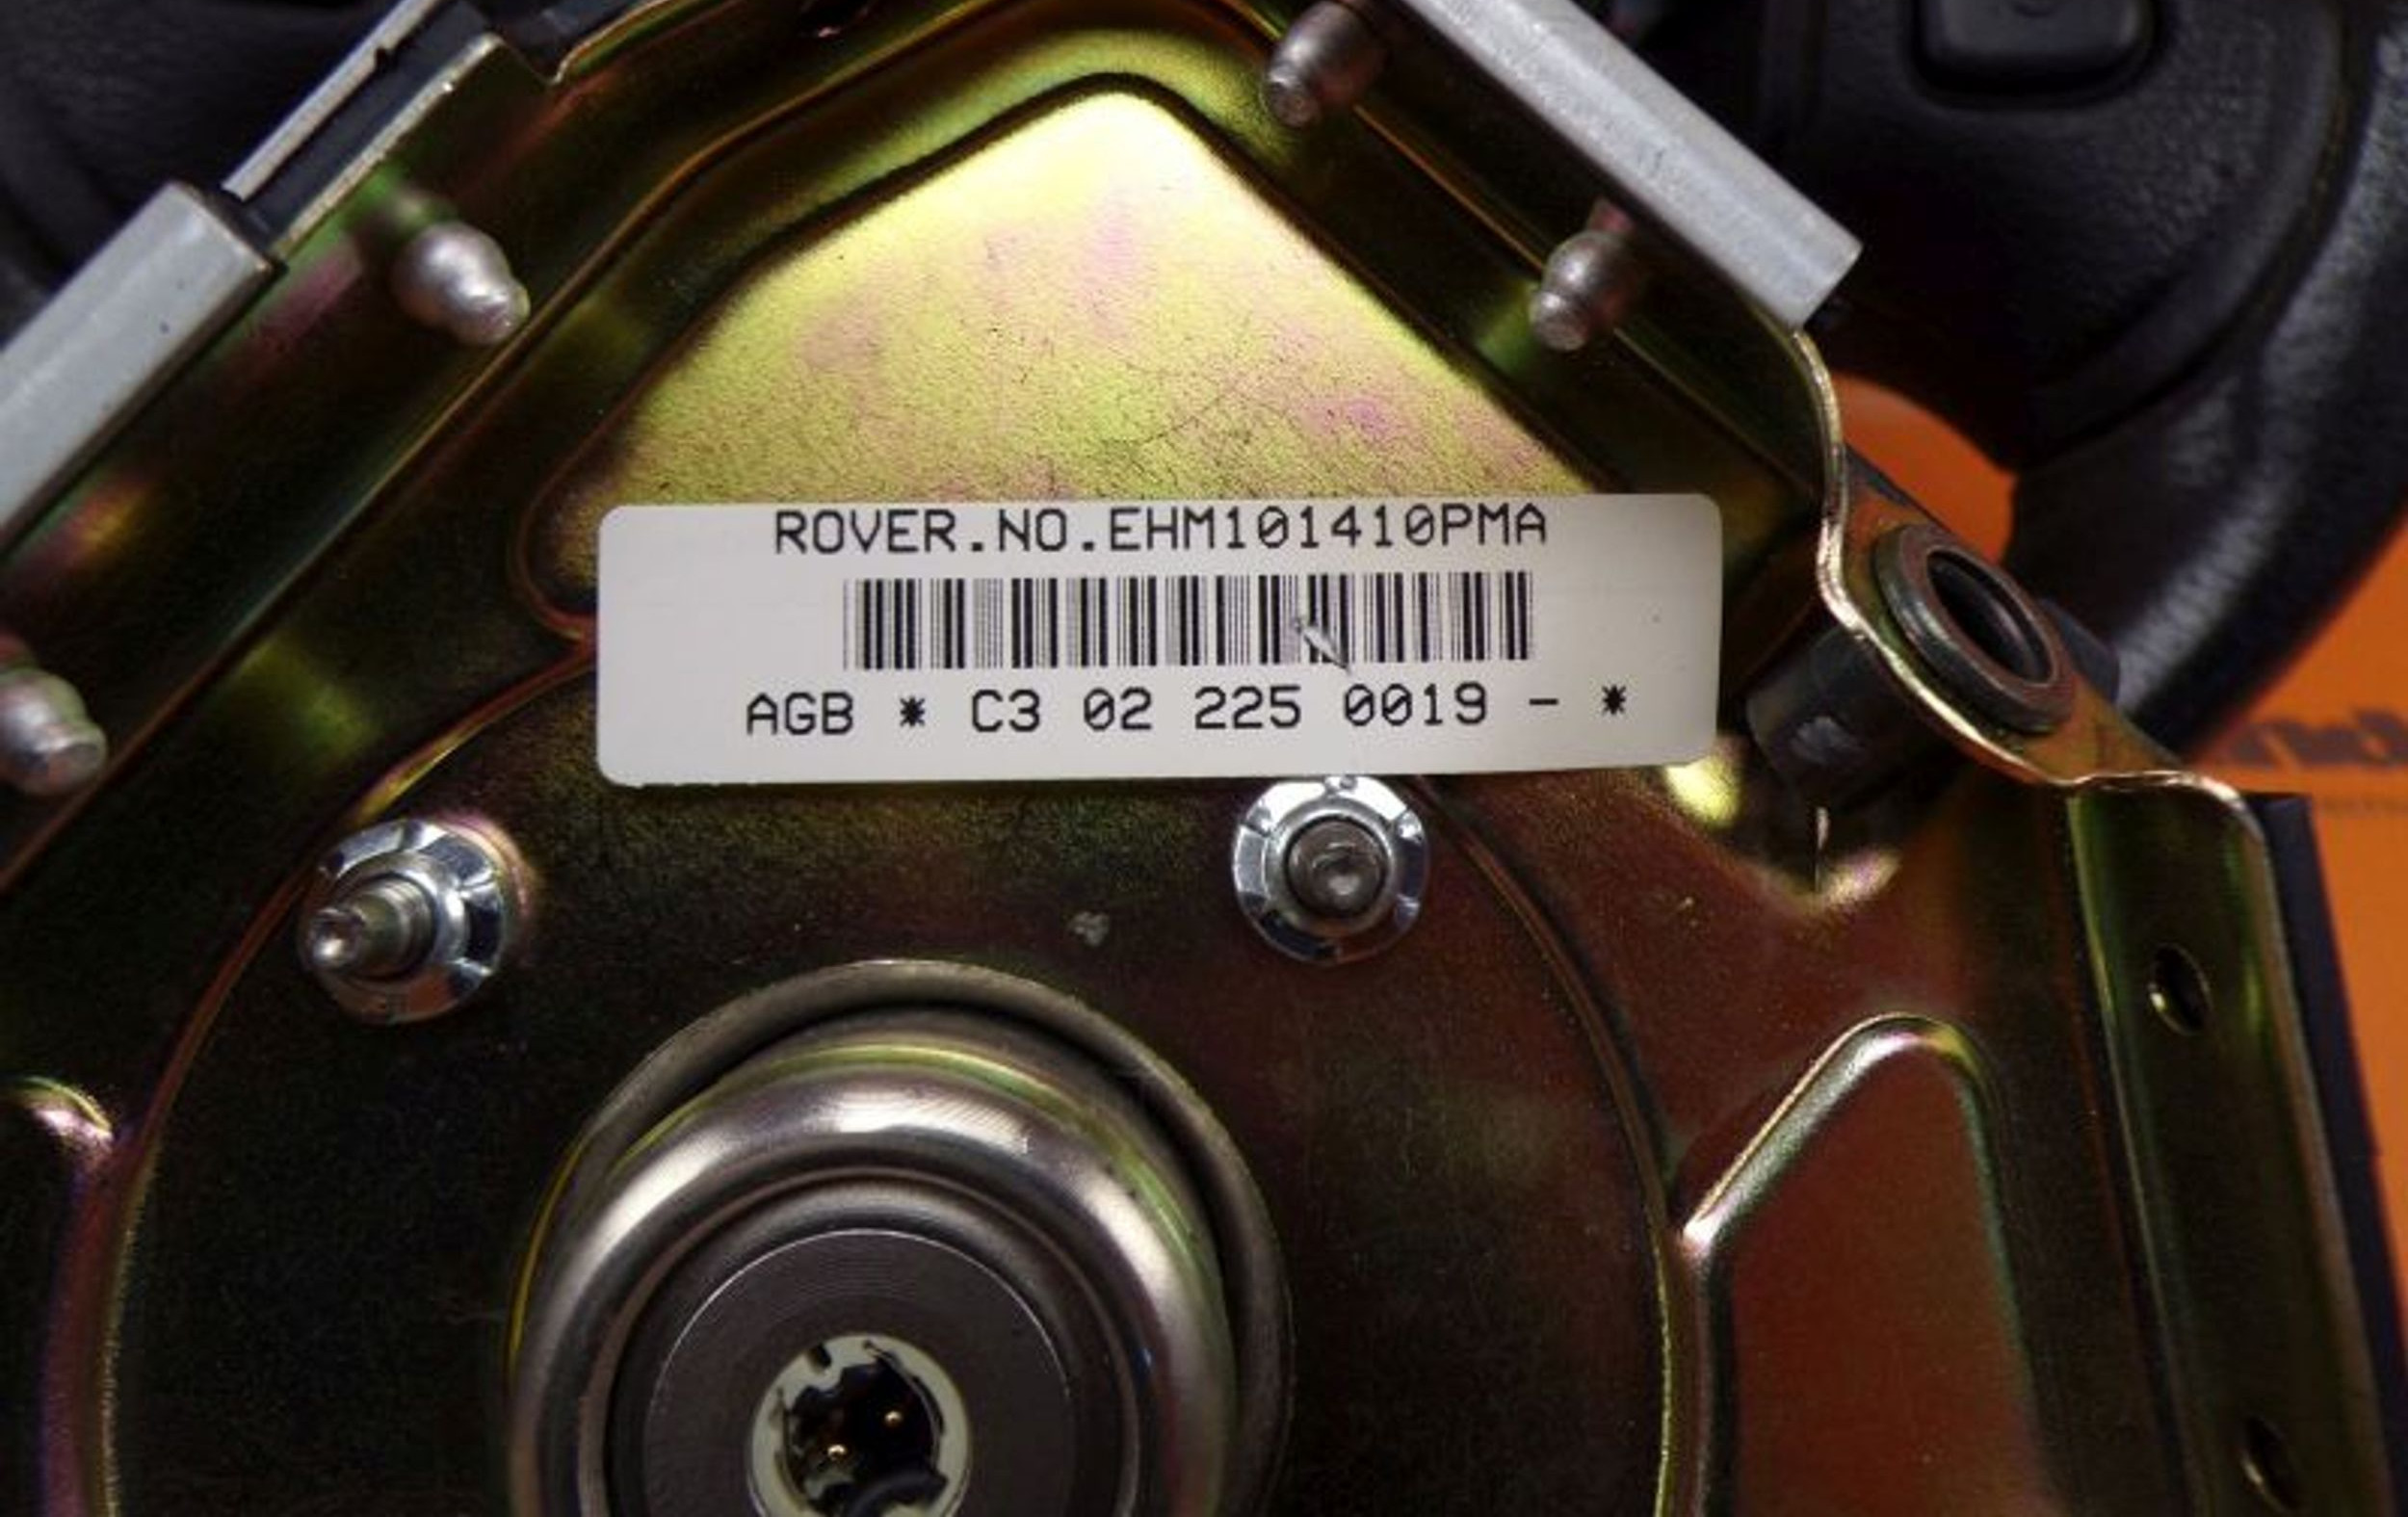 ROVER.NO.EHM101410PMA
AGB * C3 02 225 0019 - *